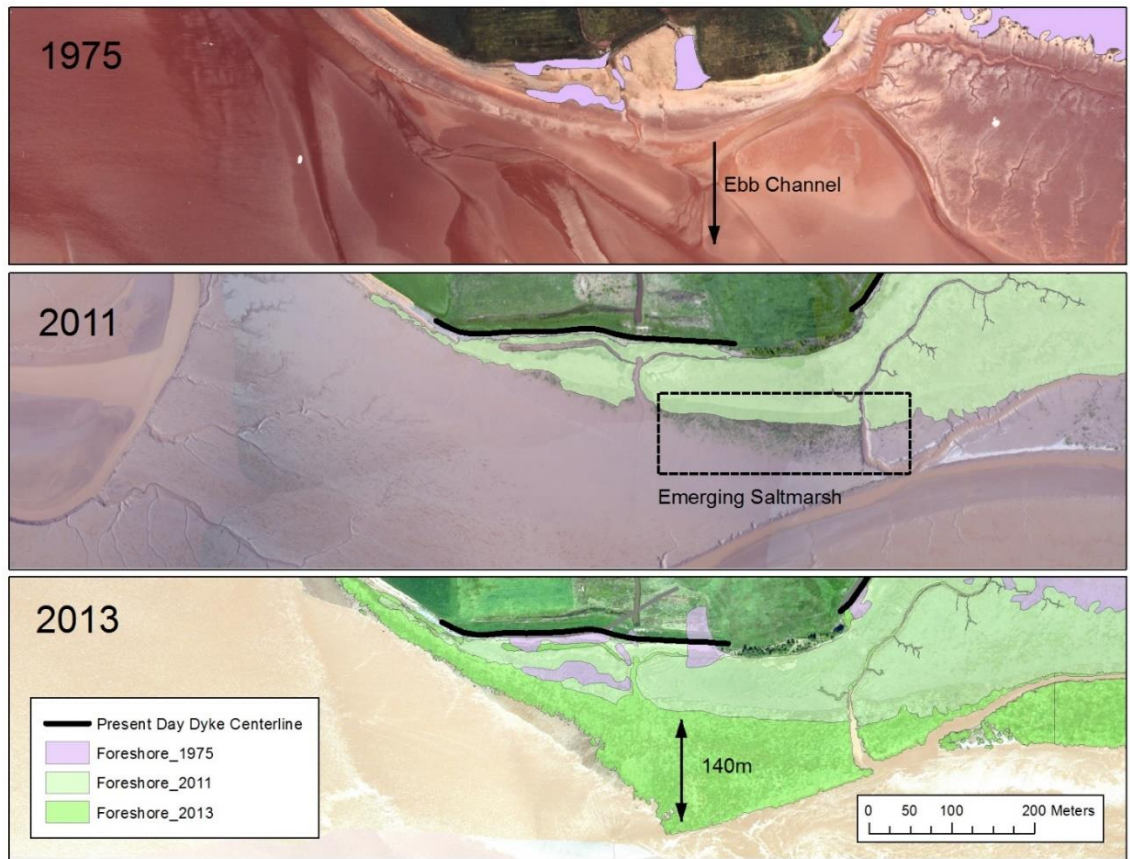 1975
Ebb Channel
2011
Emerging Saltmarsh
2013
Present Day Dyke Centerline
Foreshore_1975
Foreshore_2011
Foreshore_2013
140m
0 50 100 200 Meters